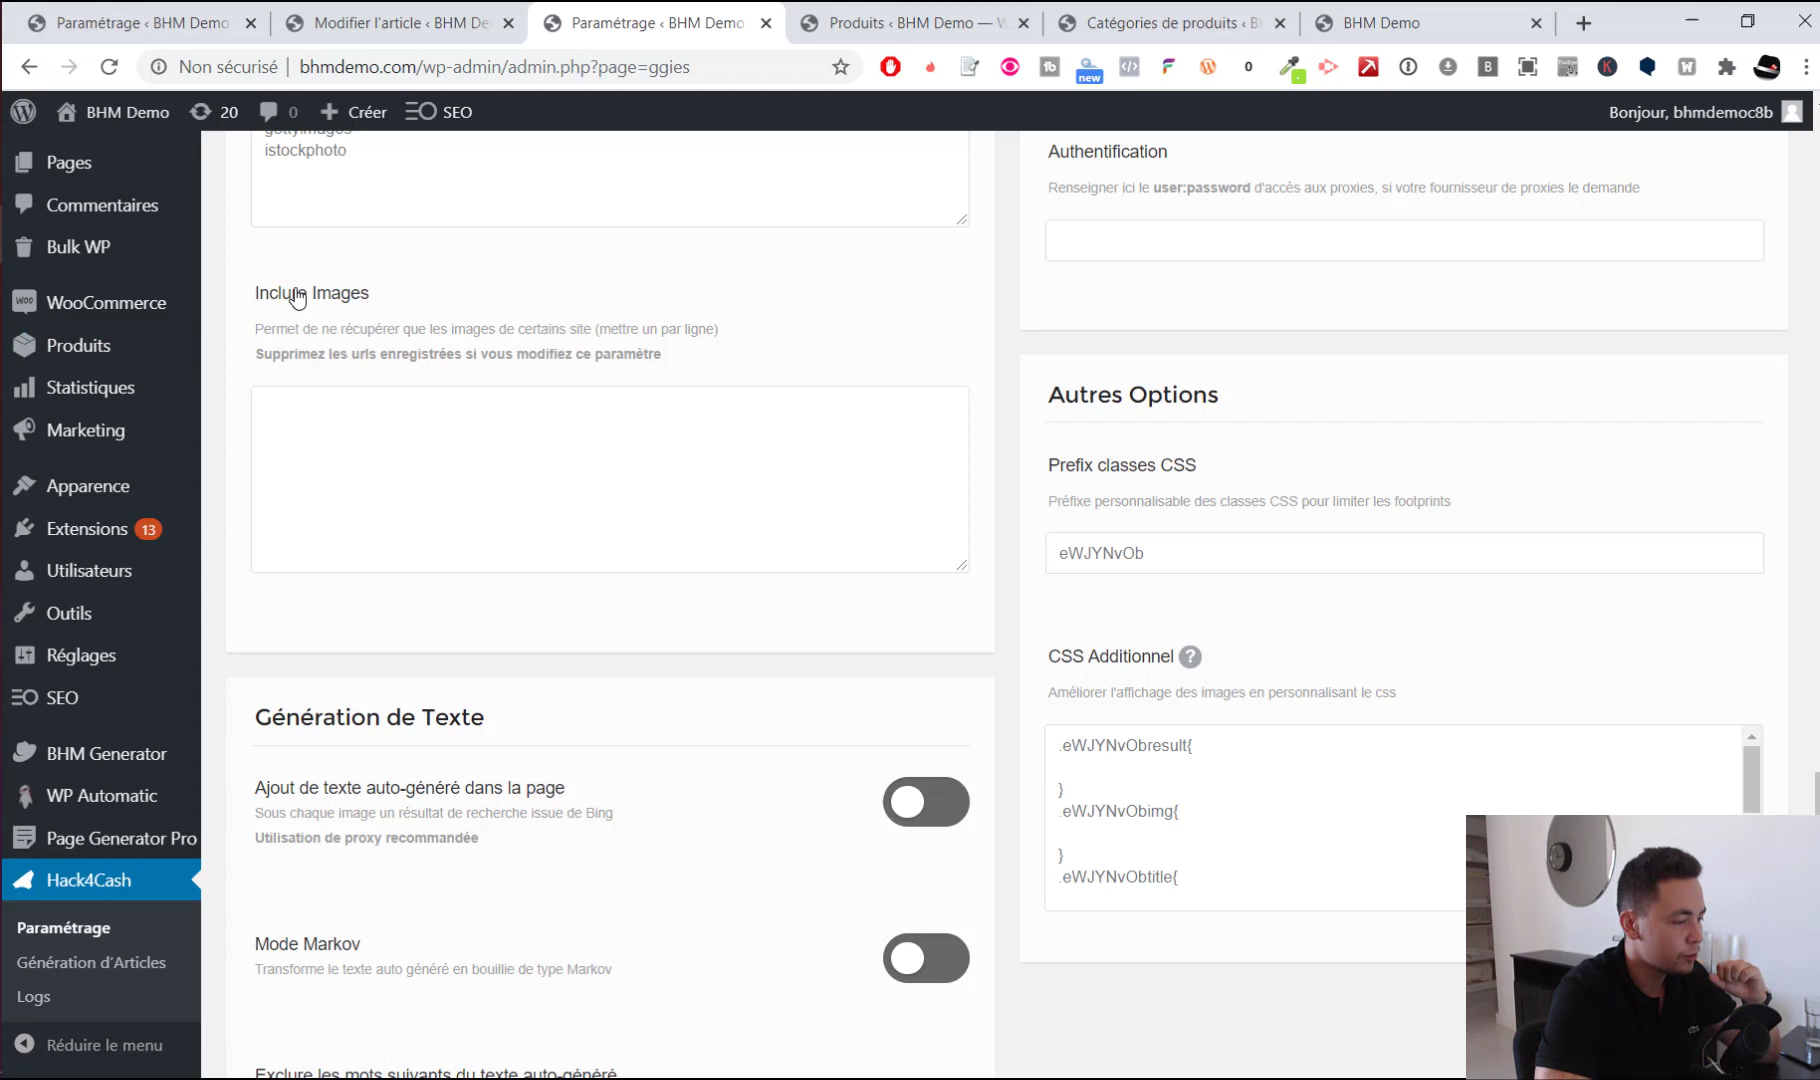 Paramétrage ‹ BHM Demo
Modifier l'article ‹ BHM De
Paramétrage ‹ BHM Demo
Produits ‹ BHM Demo — W
Catégories de produits ‹ B
BHM Demo
Non sécurisé
bhmdemo.com/wp-admin/admin.php?page=ggies
new
0
BHM Demo
20
0
Créer
SEO
Bonjour, bhmdemoc8b
Pages
Commentaires
Bulk WP
WooCommerce
Produits
Statistiques
Marketing
Apparence
Extensions 13
Utilisateurs
Outils
Réglages
SEO
BHM Generator
WP Automatic
Page Generator Pro
Hack4Cash
Paramétrage
Génération d'Articles
Logs
Réduire le menu
gettyimages
istockphoto
Inclure Images
Permet de ne récupérer que les images de certains site (mettre un par ligne)
Supprimez les urls enregistrées si vous modifiez ce paramètre
Génération de Texte
Ajout de texte auto-généré dans la page
Sous chaque image un résultat de recherche issue de Bing
Utilisation de proxy recommandée
Mode Markov
Transforme le texte auto généré en bouillie de type Markov
Exclure les mots suivants du texte auto-généré
Authentification
Renseigner ici le user:password d'accès aux proxies, si votre fournisseur de proxies le demande
Autres Options
Prefix classes CSS
Préfixe personnalisable des classes CSS pour limiter les footprints
eWJYNvOb
CSS Additionnel ?
Améliorer l'affichage des images en personnalisant le css
.eWJYNvObresult{
}
.eWJYNvObimg{
}
.eWJYNvObtitle{